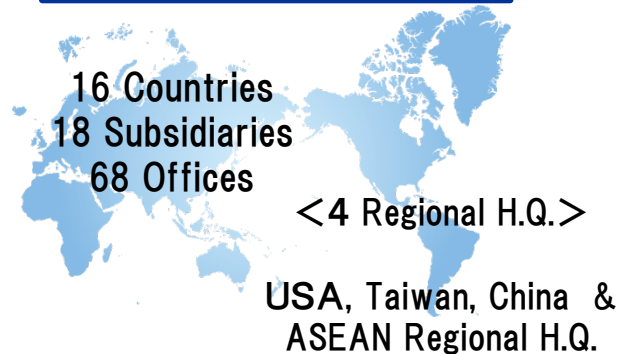 16 Countries
18 Subsidiaries
68 Offices
<4 Regional H.Q.>
USA, Taiwan, China &
ASEAN Regional H.Q.